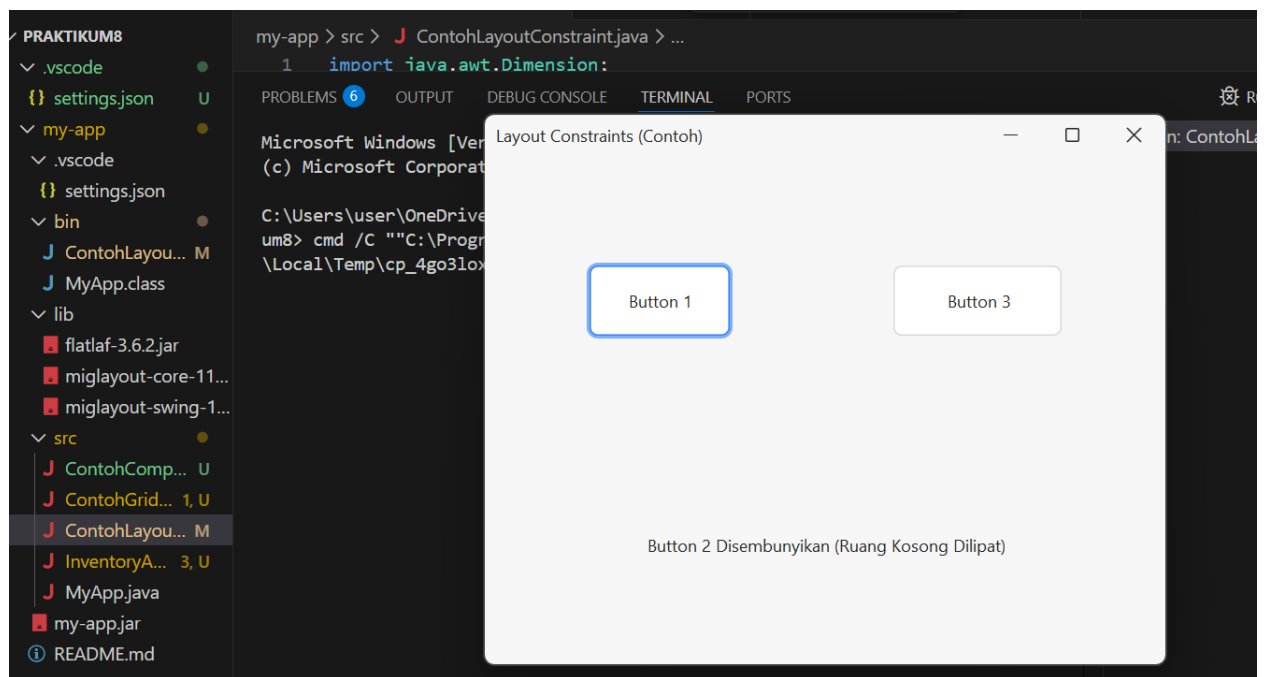 PRAKTIKUM8
.vscode
{} settings.json U
my-app
.vscode
{} settings.json
bin
J ContohLayou... M
J MyApp.class
lib
flatlaf-3.6.2.jar
miglayout-core-11...
miglayout-swing-1...
src
J ContohComp... U
J ContohGrid... 1, U
J ContohLayou... M
J InventoryA... 3, U
J MyApp.java
my-app.jar
README.md
my-app > src > J ContohLayoutConstraint.java > ...
1 import java.awt.Dimension;
PROBLEMS 6 OUTPUT DEBUG CONSOLE TERMINAL PORTS
Microsoft Windows [Ver
(c) Microsoft Corporat
C:\Users\user\OneDrive
um8> cmd /C ""C:\Progr
\Local\Temp\cp_4go3lox
n: ContohLa
Layout Constraints (Contoh)
Button 1 Button 3
Button 2 Disembunyikan (Ruang Kosong Dilipat)